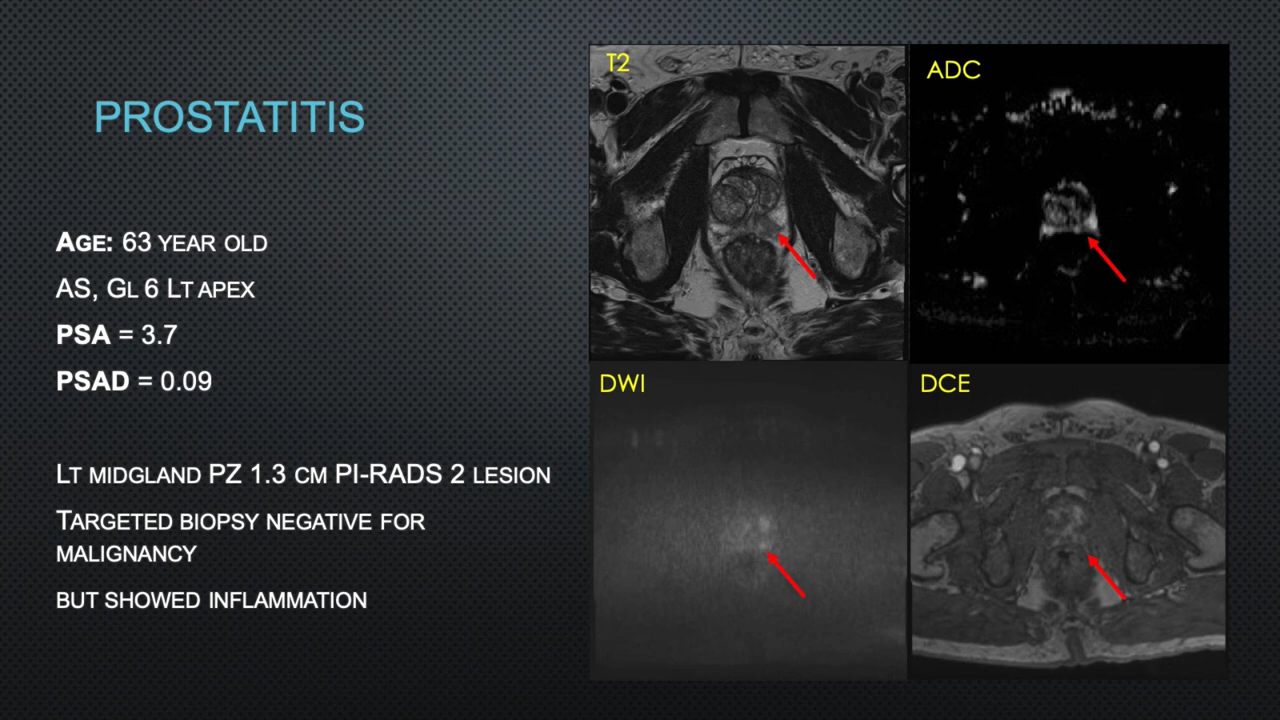 PROSTATITIS
AGE: 63 YEAR OLD
AS, GL 6 LT APEX
PSA = 3.7
PSAD = 0.09
LT MIDGLAND PZ 1.3 CM PI-RADS 2 LESION
TARGETED BIOPSY NEGATIVE FOR
MALIGNANCY
BUT SHOWED INFLAMMATION
T2
ADC
DWI
DCE